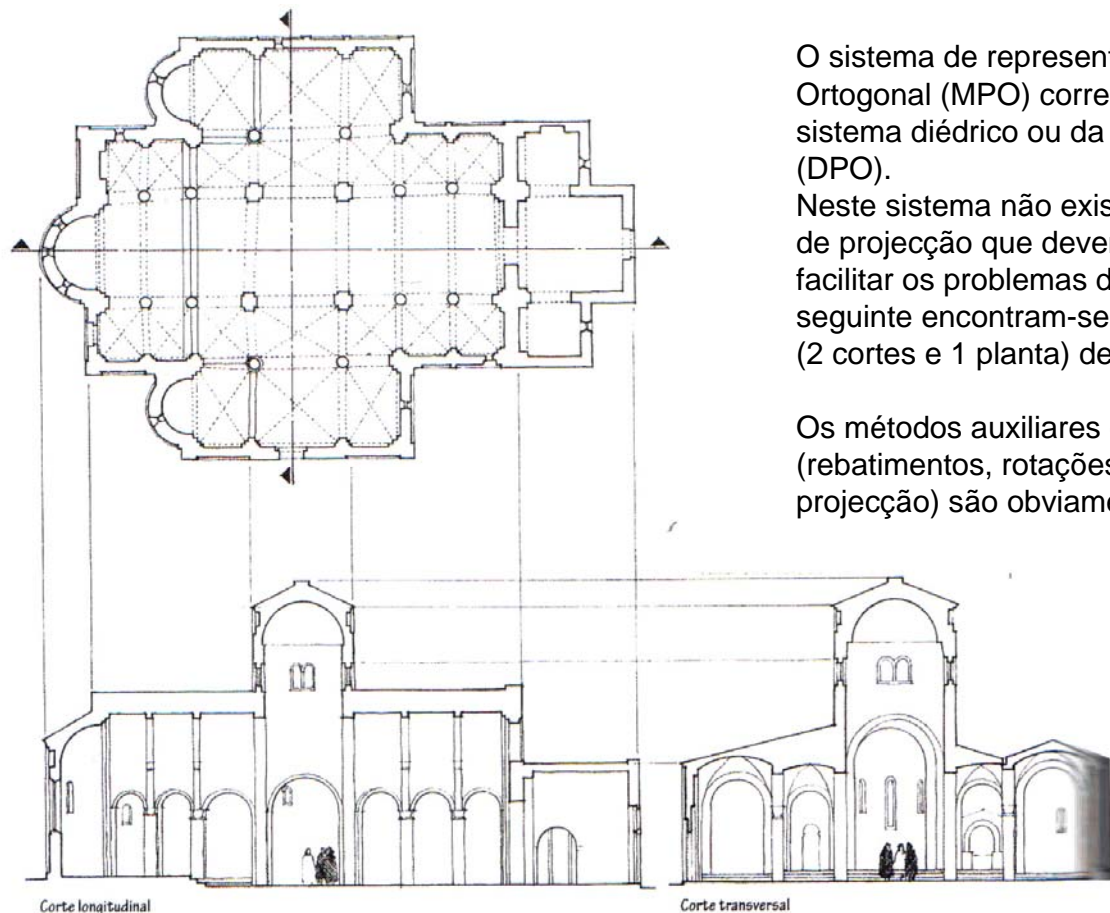 O sistema de represent
Ortogonal (MPO) corre
sistema diédrico ou da
(DPO).
Neste sistema não exis
de projecção que deve
facilitar os problemas d
seguinte encontram-se
(2 cortes e 1 planta) de
Os métodos auxiliares
(rebatimentos, rotações
projecção) são obviame
Corte longitudinal
Corte transversal